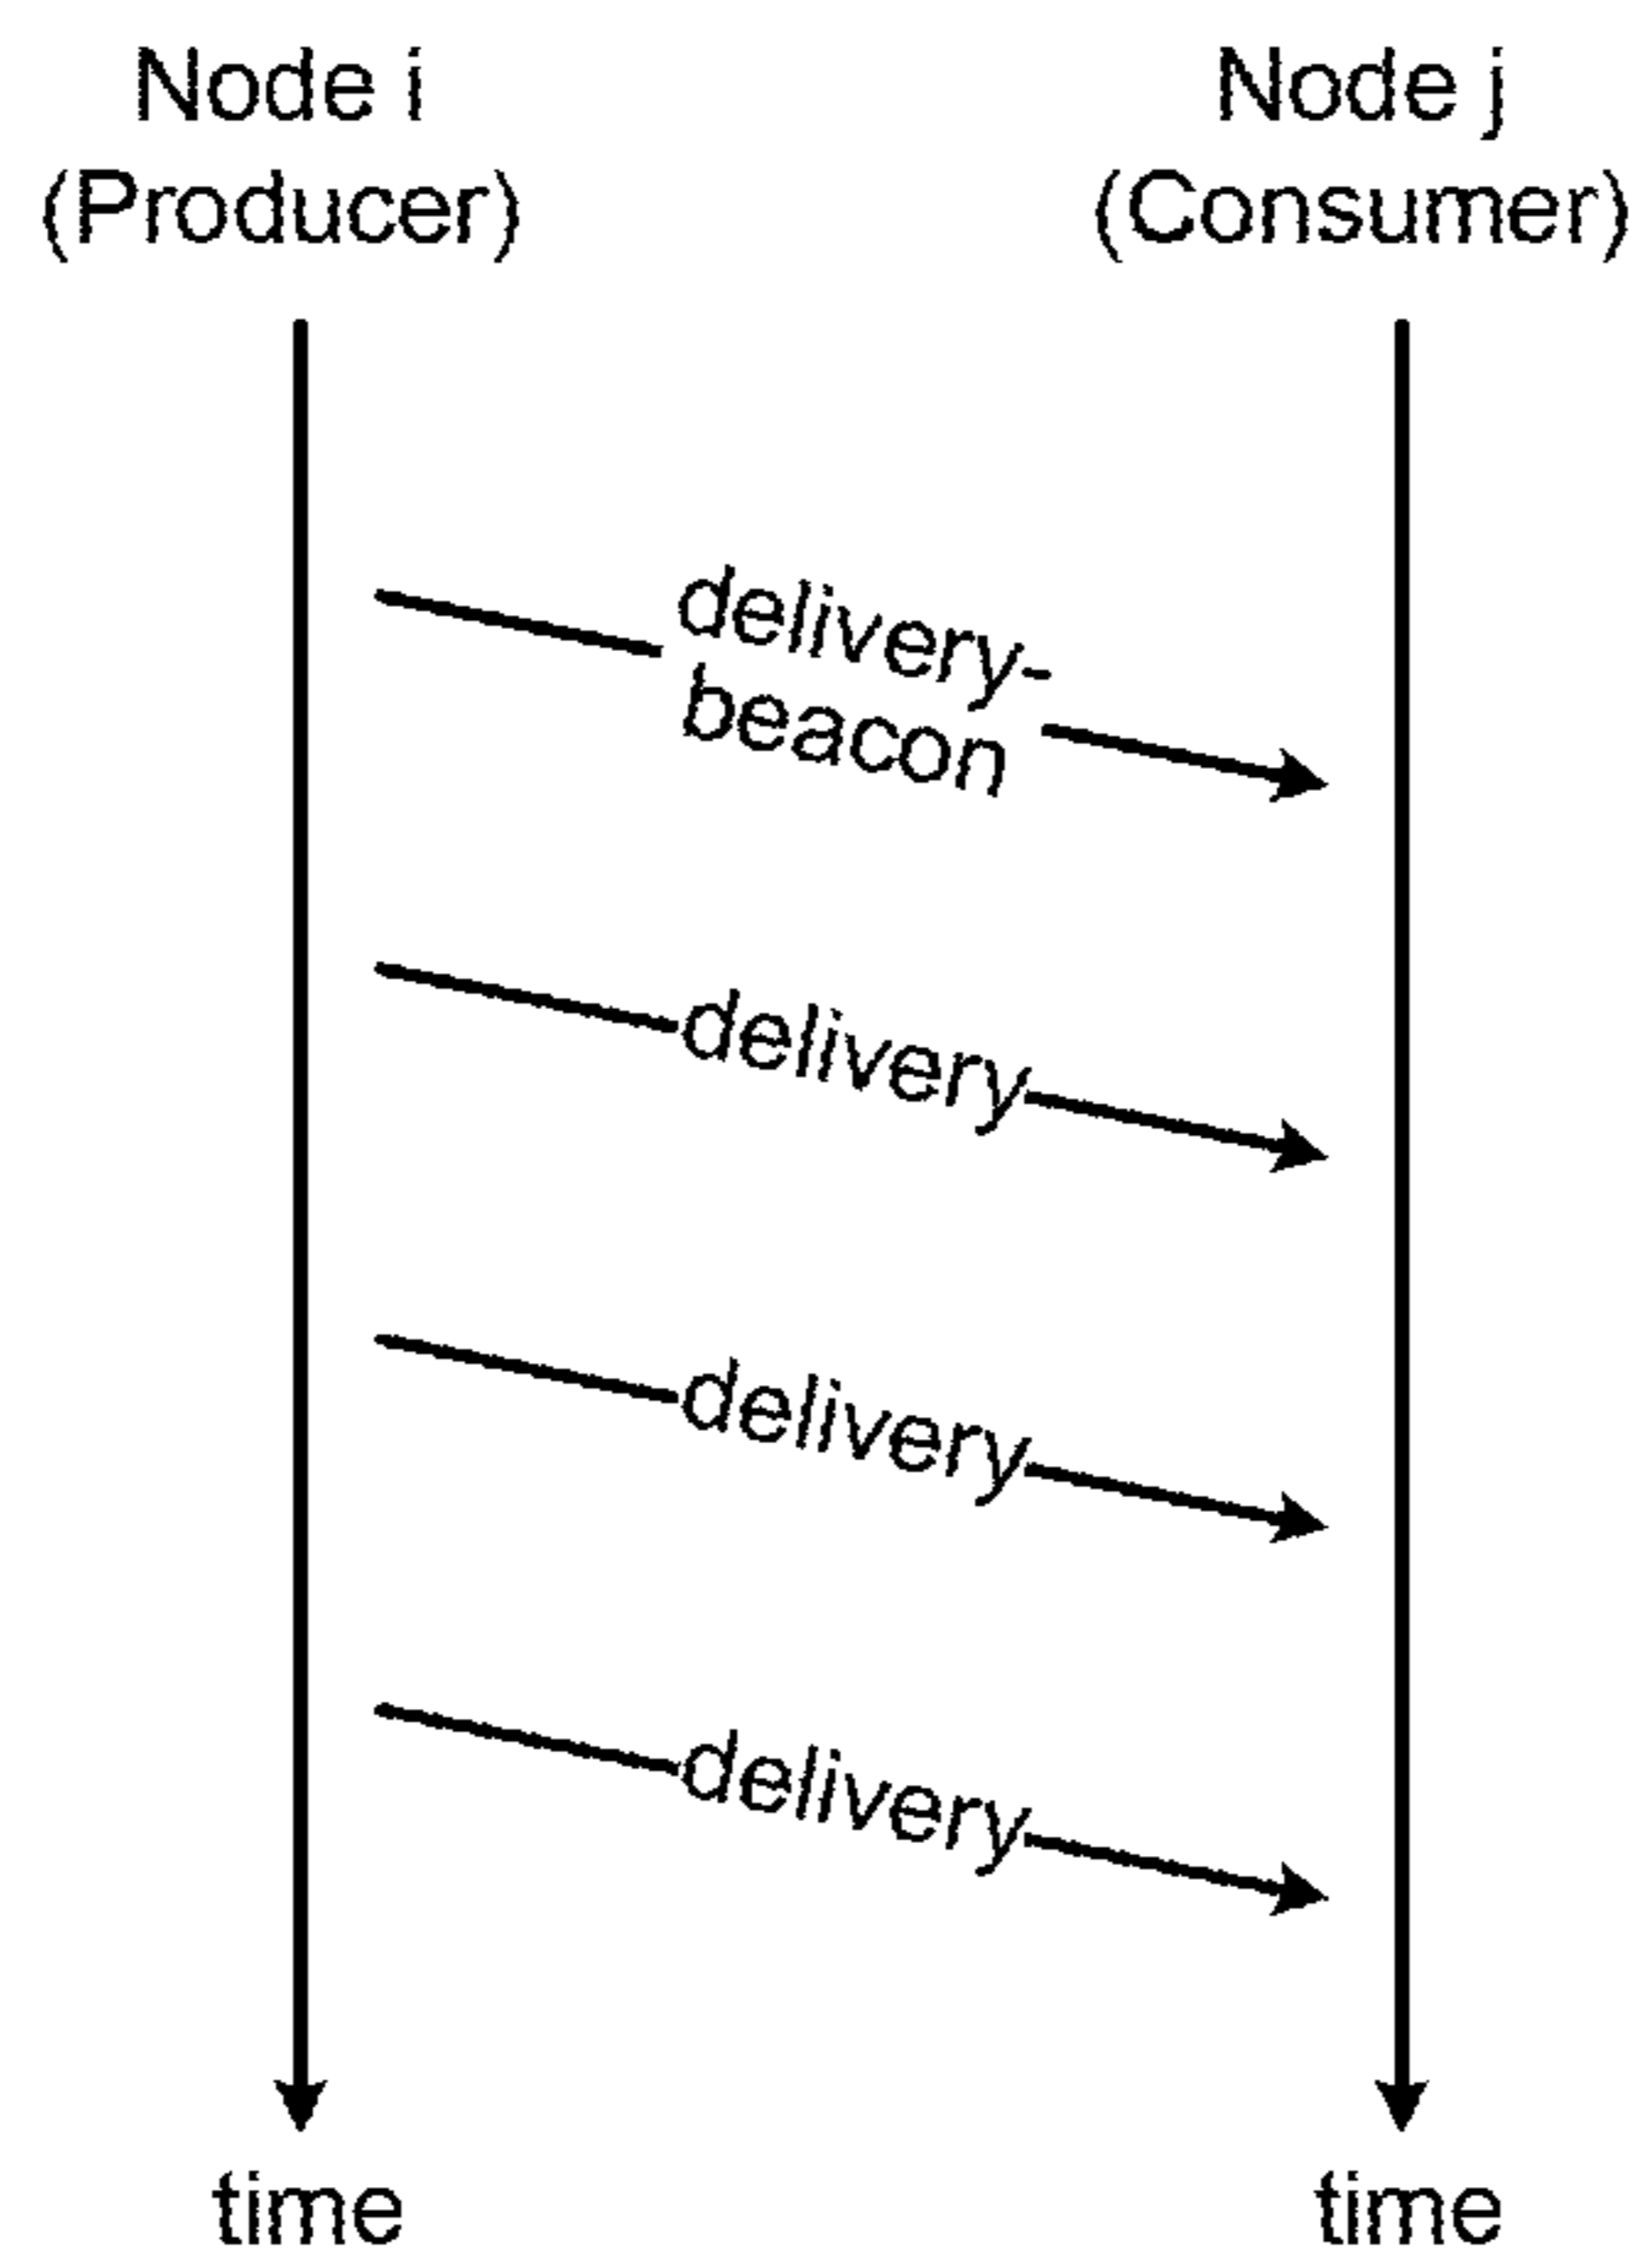 Node i
(Producer)
Node j
(Consumer)
delivery-
beacon
delivery
delivery
delivery
time
time